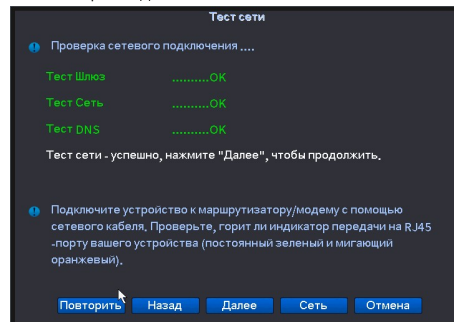 Тест сети
Проверка сетевого подключения ....
Тест Шлюз ..........OK
Тест Сеть ..........OK
Тест DNS ..........OK
Тест сети - успешно, нажмите "Далее", чтобы продолжить.
Подключите устройство к маршрутизатору/модему с помощью
сетевого кабеля. Проверьте, горит ли индикатор передачи на RJ45
-порту вашего устройства (постоянный зеленый и мигающий
оранжевый).
Повторить Назад Далее Сеть Отмена